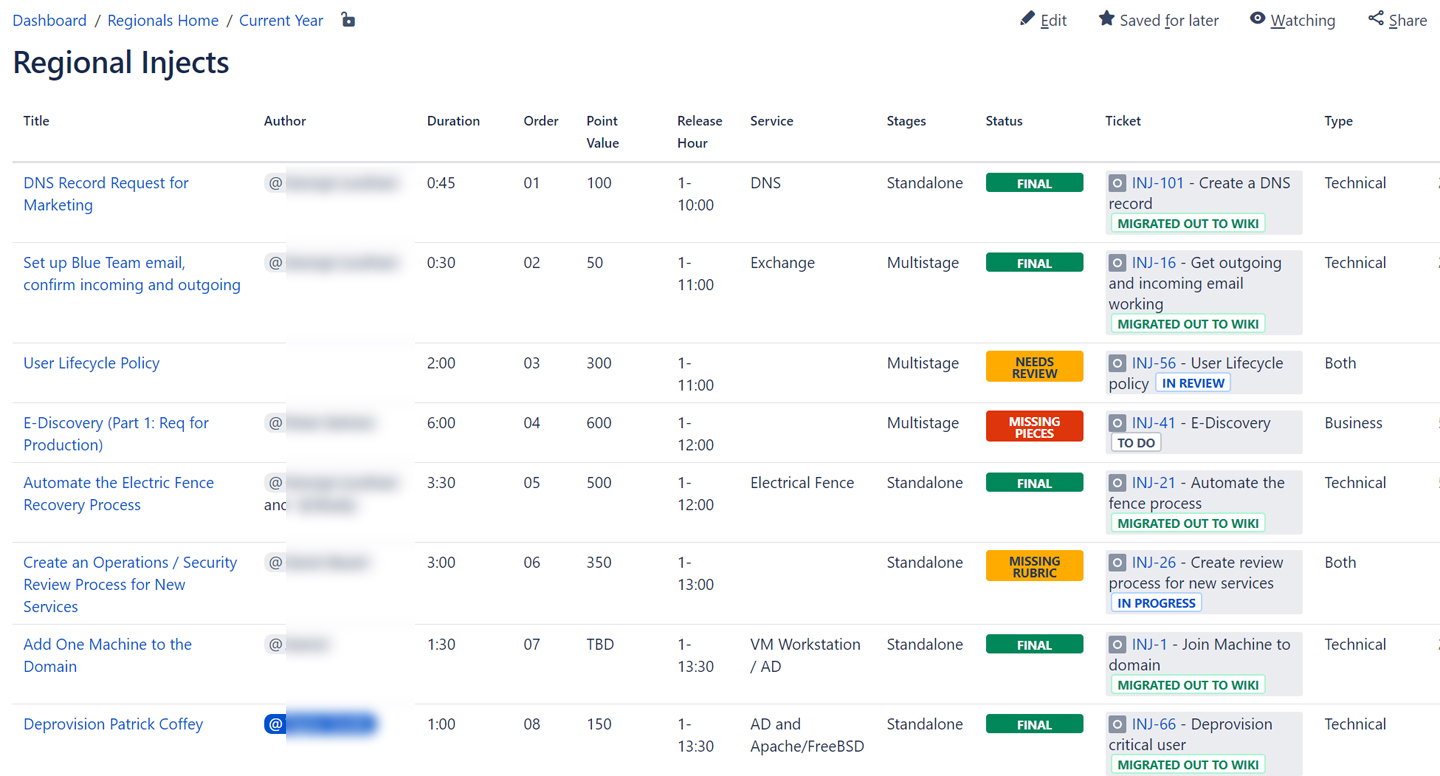 Dashboard / Regionals Home / Current Year
Edit Saved for later Watching Share
Regional Injects
Title Author Duration Order Point Value Release Hour Service Stages Status Ticket Type
DNS Record Request for Marketing @ 0:45 01 100 1-10:00 DNS Standalone FINAL INJ-101 - Create a DNS record MIGRATED OUT TO WIKI Technical
Set up Blue Team email, confirm incoming and outgoing @ 0:30 02 50 1-11:00 Exchange Multistage FINAL INJ-16 - Get outgoing and incoming email working MIGRATED OUT TO WIKI Technical
User Lifecycle Policy 2:00 03 300 1-11:00 Multistage NEEDS REVIEW INJ-56 - User Lifecycle policy IN REVIEW Both
E-Discovery (Part 1: Req for Production) @ 6:00 04 600 1-12:00 Multistage MISSING PIECES INJ-41 - E-Discovery TO DO Business
Automate the Electric Fence Recovery Process @ and 3:30 05 500 1-12:00 Electrical Fence Standalone FINAL INJ-21 - Automate the fence process MIGRATED OUT TO WIKI Technical
Create an Operations / Security Review Process for New Services @ 3:00 06 350 1-13:00 Standalone MISSING RUBRIC INJ-26 - Create review process for new services IN PROGRESS Both
Add One Machine to the Domain @ 1:30 07 TBD 1-13:30 VM Workstation / AD Standalone FINAL INJ-1 - Join Machine to domain MIGRATED OUT TO WIKI Technical
Deprovision Patrick Coffey @ 1:00 08 150 1-13:30 AD and Apache/FreeBSD Standalone FINAL INJ-66 - Deprovision critical user MIGRATED OUT TO WIKI Technical